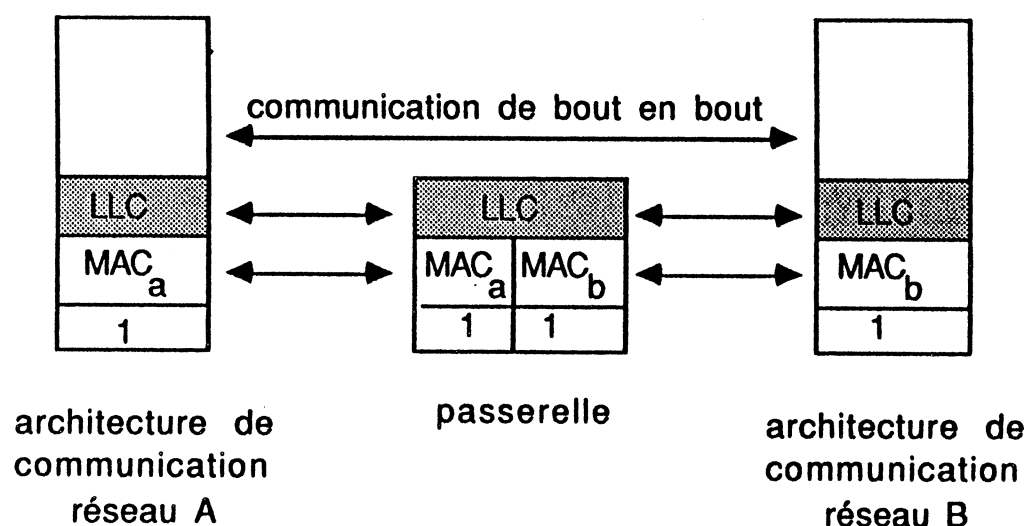 communication de bout en bout
LLC
LLC
LLC
MACa
MACa
MACb
MACb
1
1
1
1
architecture de
communication
réseau A
passerelle
architecture de
communication
réseau B